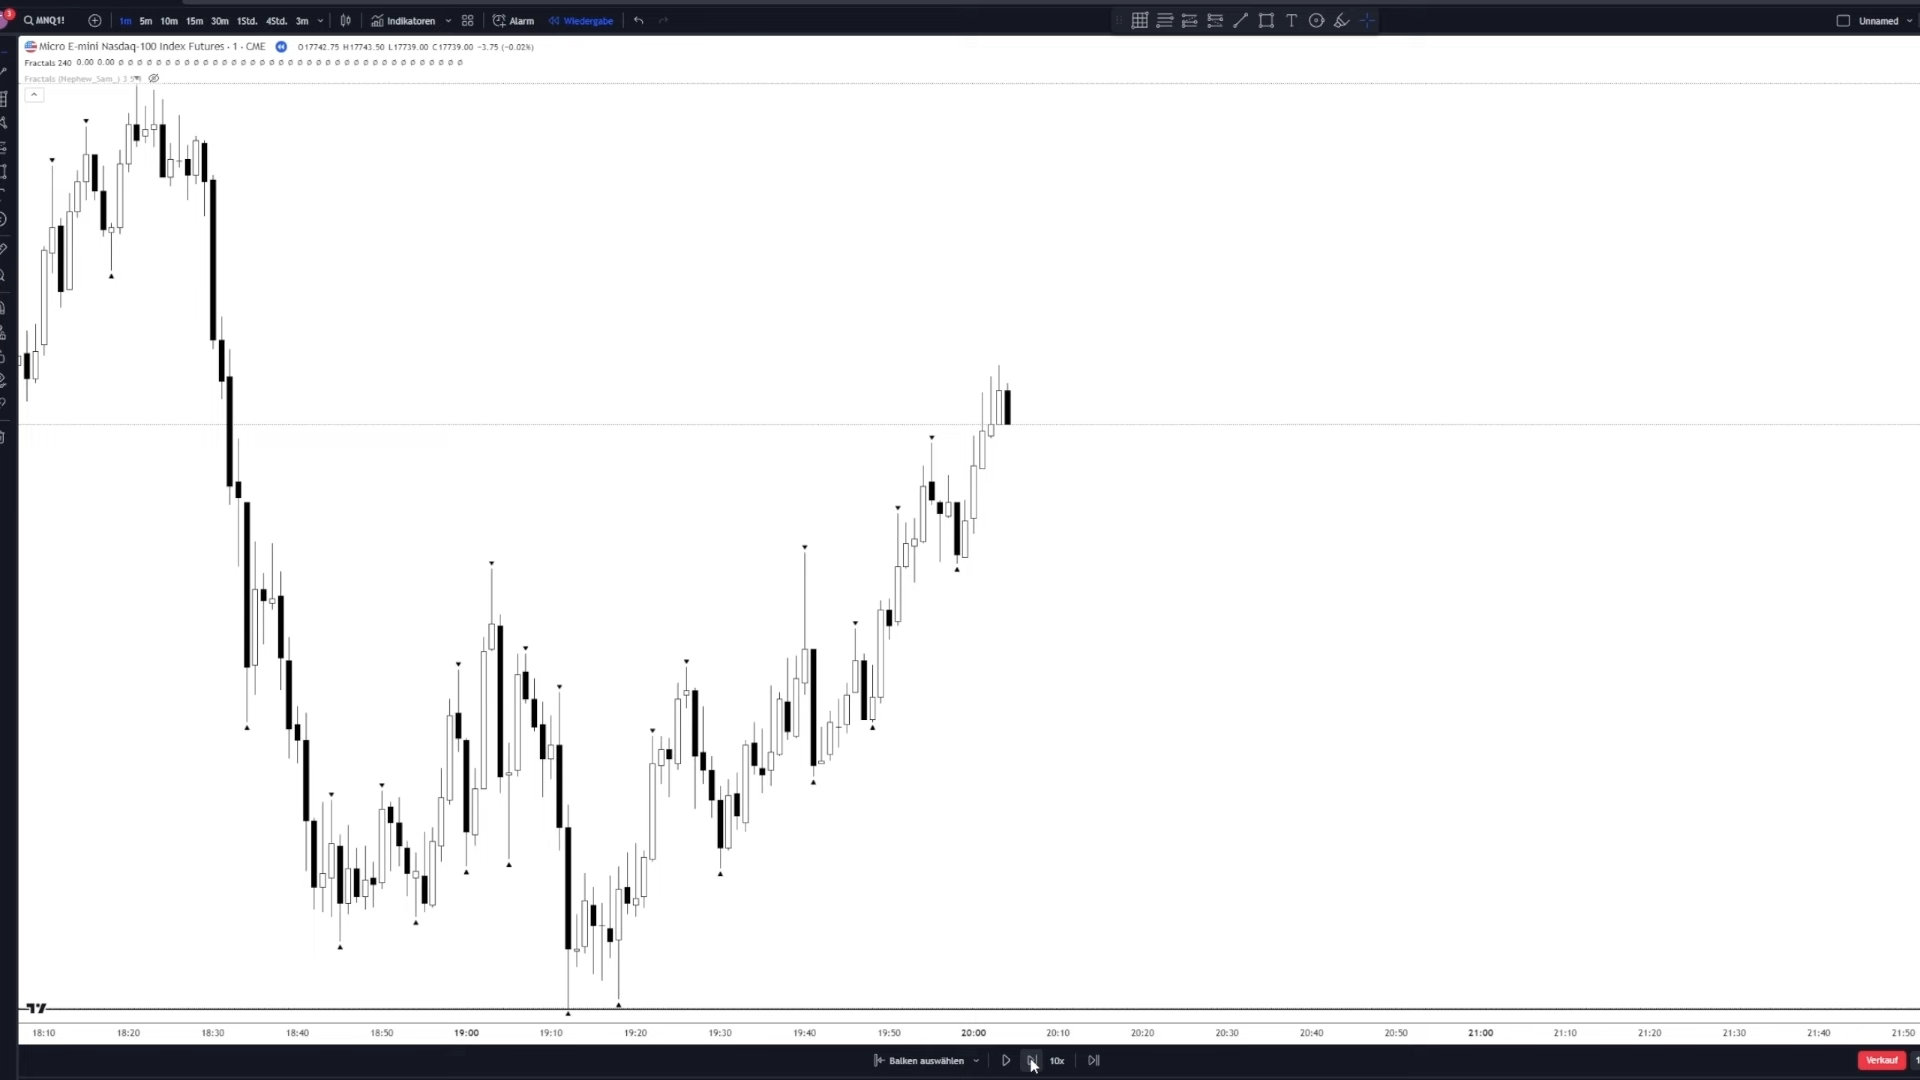 3
MNQ1!
1m 5m 10m 15m 30m 1Std. 4Std. 3m
Indikatoren
Alarm
Wiedergabe
Unnamed
Micro E-mini Nasdaq-100 Index Futures · 1 · CME
O17742.75 H17743.50 L17739.00 C17739.00 −3.75 (−0.02%)
Fractals 240 0.00 0.00 ∅ ∅ ∅ ∅ ∅ ∅ ∅ ∅ ∅ ∅ ∅ ∅ ∅ ∅ ∅ ∅ ∅ ∅ ∅ ∅ ∅ ∅ ∅ ∅ ∅ ∅ ∅ ∅ ∅ ∅ ∅ ∅ ∅ ∅ ∅ ∅ ∅ ∅ ∅ ∅
Fractals (Nephew_Sam_) 3
18:10 18:20 18:30 18:40 18:50 19:00 19:10 19:20 19:30 19:40 19:50 20:00 20:10 20:20 20:30 20:40 20:50 21:00 21:10 21:20 21:30 21:40 21:50
Balken auswählen
10x
Verkauf